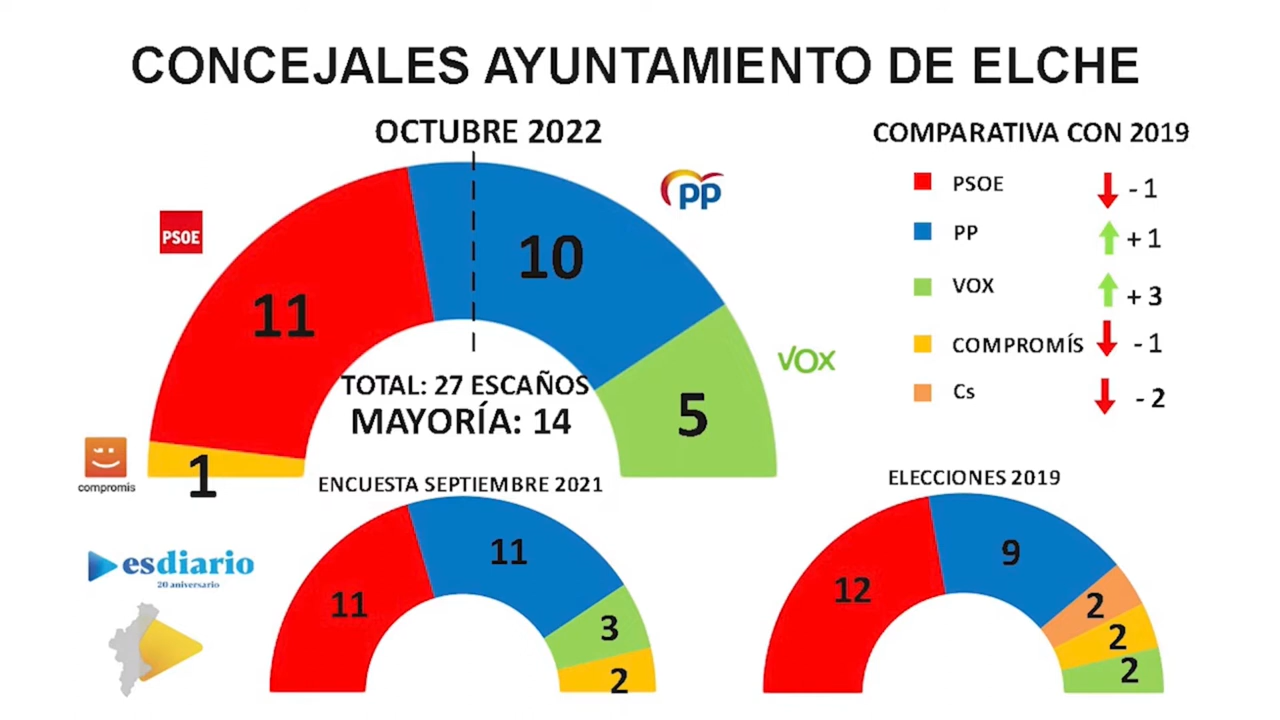 CONCEJALES AYUNTAMIENTO DE ELCHE
OCTUBRE 2022
COMPARATIVA CON 2019
PSOE - 1
PP + 1
VOX + 3
COMPROMÍS - 1
Cs - 2
PSOE
PP
VOX
compromís
11
10
5
1
TOTAL: 27 ESCAÑOS
MAYORÍA: 14
ENCUESTA SEPTIEMBRE 2021
11
11
3
2
ELECCIONES 2019
12
9
2
2
2
esdiario
20 aniversario